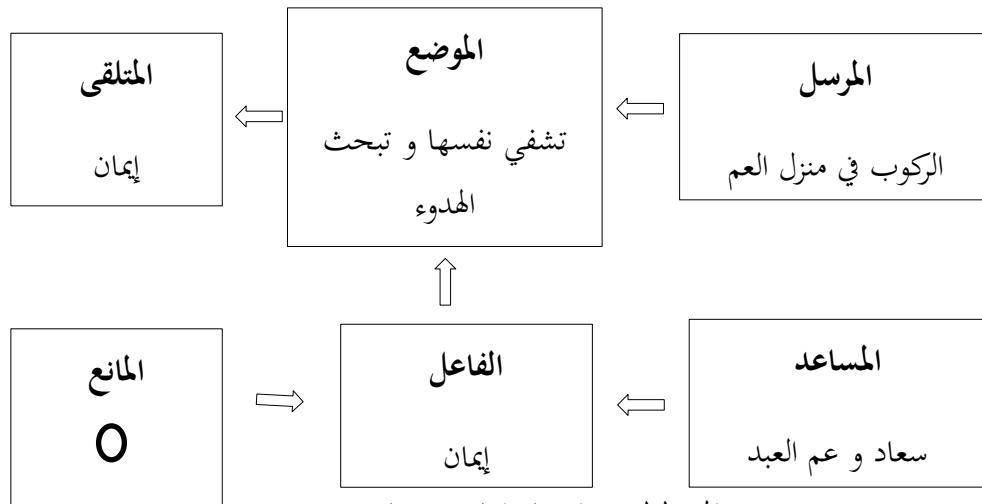 المرسل
الركوب في منزل العم
الموضع
تشفي نفسها و تبحث
الهدوء
المتلقى
إيمان
المساعد
سعاد و عم العبد
الفاعل
إيمان
المانع
O